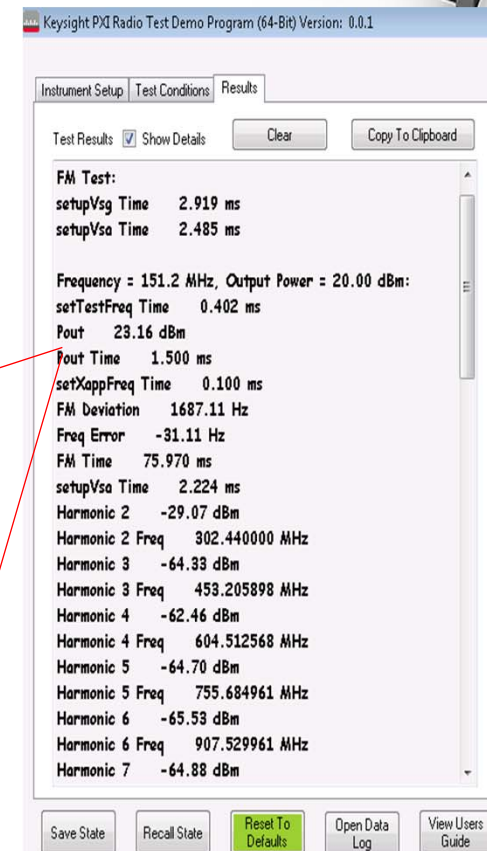 Keysight PXI Radio Test Demo Program (64-Bit) Version: 0.0.1
Instrument Setup Test Conditions Results
Test Results Show Details Clear Copy To Clipboard
FM Test:
setupVsg Time 2.919 ms
setupVsa Time 2.485 ms
Frequency = 151.2 MHz, Output Power = 20.00 dBm:
setTestFreq Time 0.402 ms
Pout 23.16 dBm
Pout Time 1.500 ms
setXappFreq Time 0.100 ms
FM Deviation 1687.11 Hz
Freq Error -31.11 Hz
FM Time 75.970 ms
setupVsa Time 2.224 ms
Harmonic 2 -29.07 dBm
Harmonic 2 Freq 302.440000 MHz
Harmonic 3 -64.33 dBm
Harmonic 3 Freq 453.205898 MHz
Harmonic 4 -62.46 dBm
Harmonic 4 Freq 604.512568 MHz
Harmonic 5 -64.70 dBm
Harmonic 5 Freq 755.684961 MHz
Harmonic 6 -65.53 dBm
Harmonic 6 Freq 907.529961 MHz
Harmonic 7 -64.88 dBm
Save State Recall State Reset To Defaults Open Data Log View Users Guide